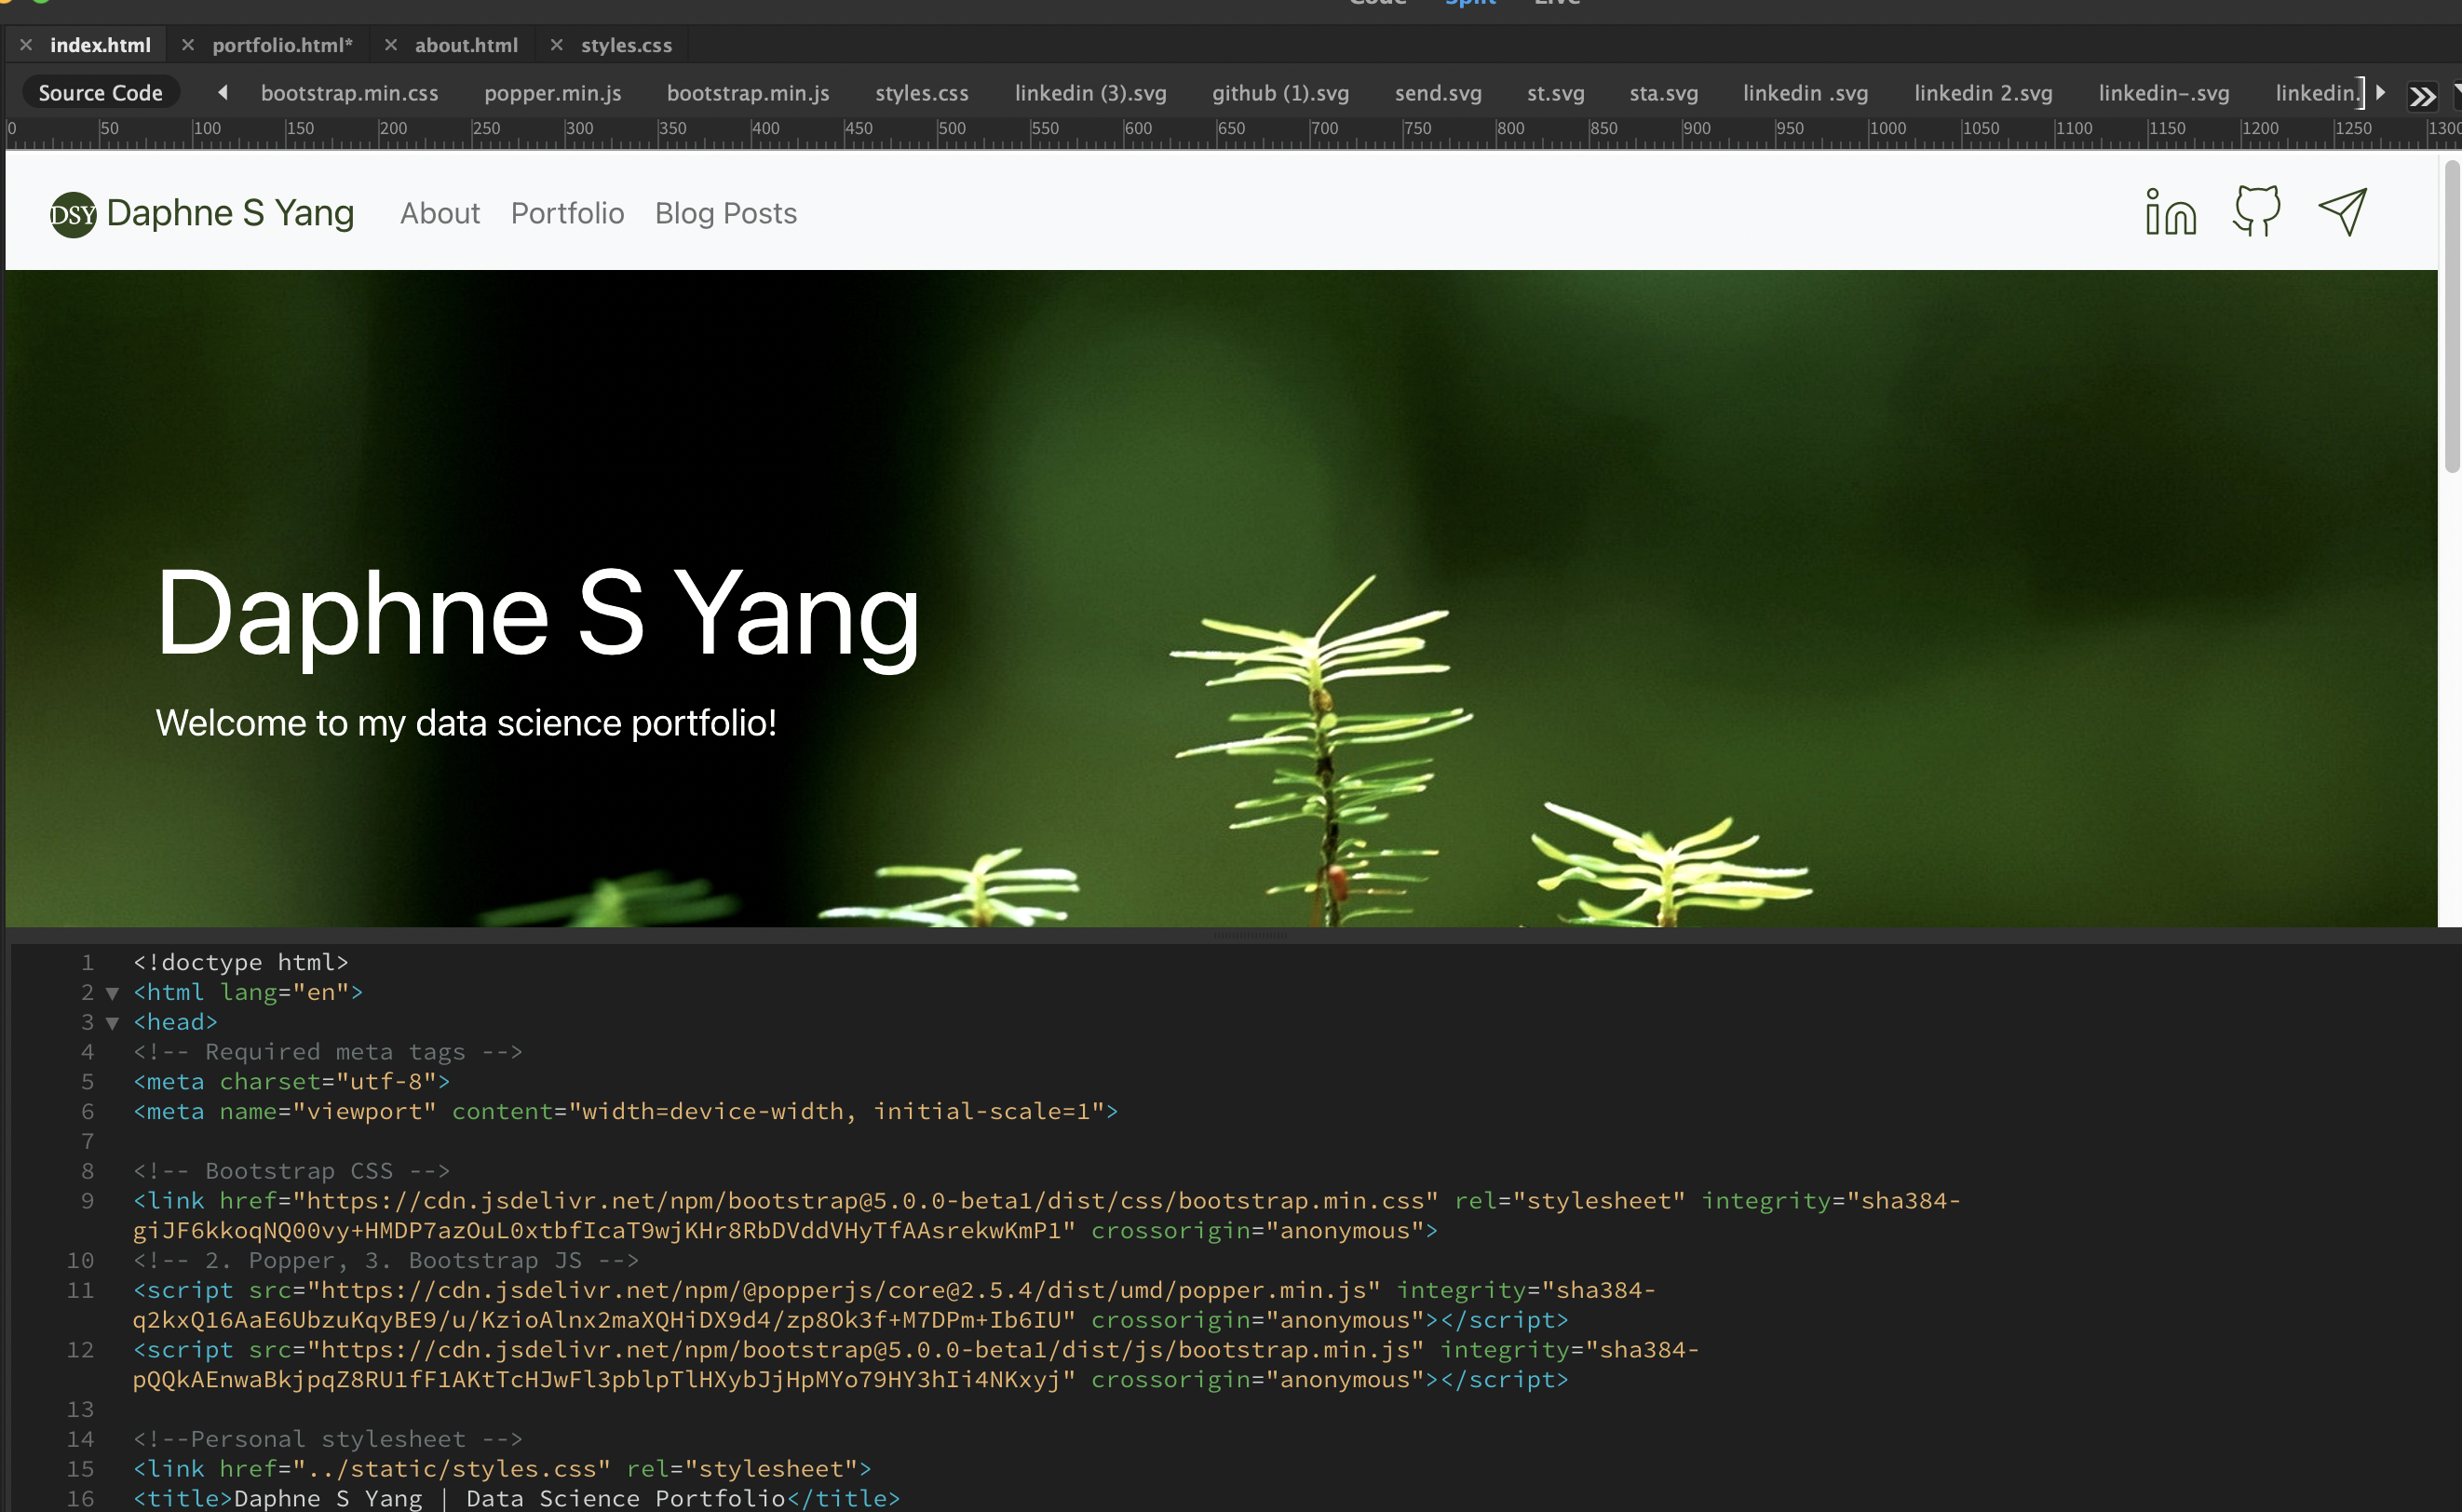 Code Split Live
index.html portfolio.html* about.html styles.css
Source Code bootstrap.min.css popper.min.js bootstrap.min.js styles.css linkedin (3).svg github (1).svg send.svg st.svg sta.svg linkedin .svg linkedin 2.svg linkedin-.svg linkedin.
0 50 100 150 200 250 300 350 400 450 500 550 600 650 700 750 800 850 900 950 1000 1050 1100 1150 1200 1250 1300
DSY Daphne S Yang About Portfolio Blog Posts in
Daphne S Yang
Welcome to my data science portfolio!
1 <!doctype html>
2 <html lang="en">
3 <head>
4 <!-- Required meta tags -->
5 <meta charset="utf-8">
6 <meta name="viewport" content="width=device-width, initial-scale=1">
7
8 <!-- Bootstrap CSS -->
9 <link href="https://cdn.jsdelivr.net/npm/bootstrap@5.0.0-beta1/dist/css/bootstrap.min.css" rel="stylesheet" integrity="sha384-
giJF6kkoqNQ00vy+HMDP7azOuL0xtbfIcaT9wjKHr8RbDVddVHyTfAAsrekwKmP1" crossorigin="anonymous">
10 <!-- 2. Popper, 3. Bootstrap JS -->
11 <script src="https://cdn.jsdelivr.net/npm/@popperjs/core@2.5.4/dist/umd/popper.min.js" integrity="sha384-
q2kxQ16AaE6UbzuKqyBE9/u/KzioAlnx2maXQHiDX9d4/zp8Ok3f+M7DPm+Ib6IU" crossorigin="anonymous"></script>
12 <script src="https://cdn.jsdelivr.net/npm/bootstrap@5.0.0-beta1/dist/js/bootstrap.min.js" integrity="sha384-
pQQkAEnwaBkjpqZ8RU1fF1AKtTcHJwFl3pblpTlHXybJjHpMYo79HY3hIi4NKxyj" crossorigin="anonymous"></script>
13
14 <!--Personal stylesheet -->
15 <link href="../static/styles.css" rel="stylesheet">
16 <title>Daphne S Yang | Data Science Portfolio</title>